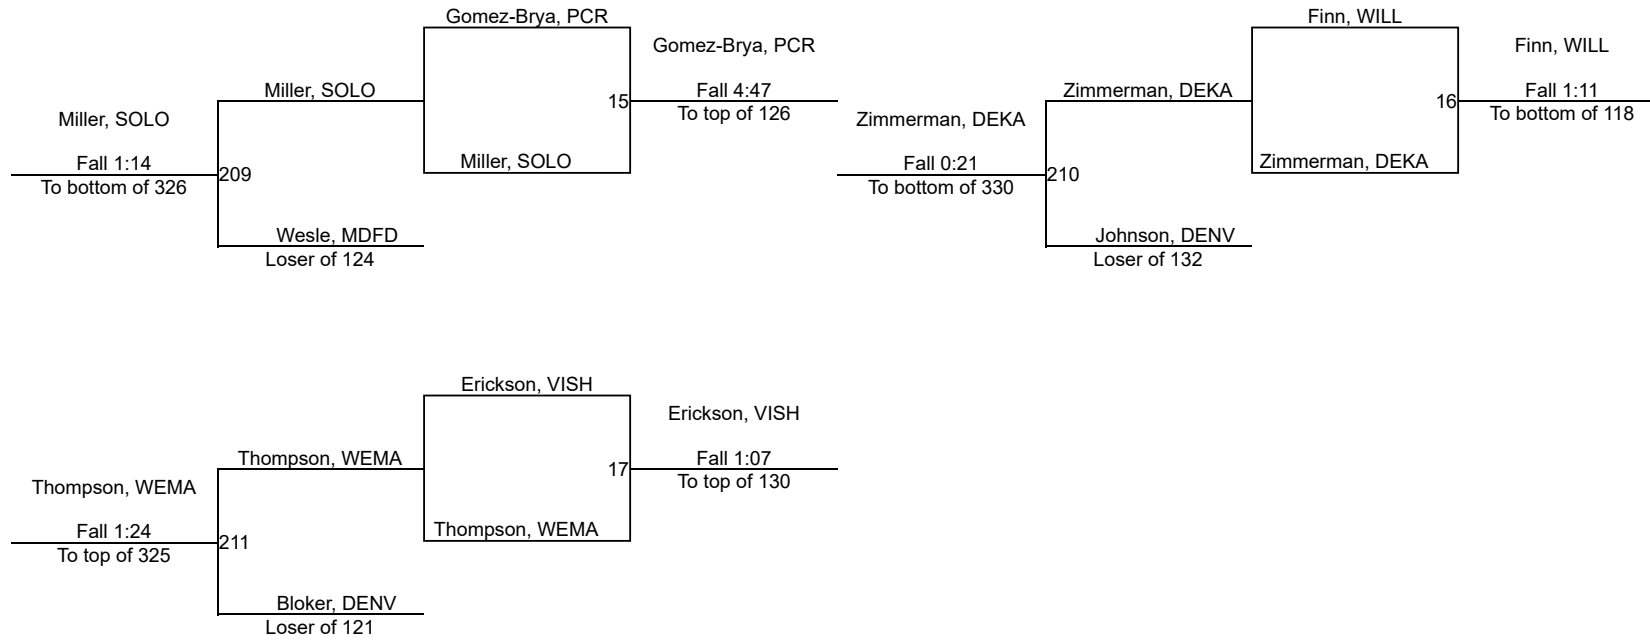 Gomez-Brya, PCR
Gomez-Brya, PCR
Miller, SOLO
15
Fall 4:47
To top of 126
Miller, SOLO
Miller, SOLO
Fall 1:14
209
To bottom of 326
Wesle, MDFD
Loser of 124
Finn, WILL
Finn, WILL
Zimmerman, DEKA
16
Fall 1:11
To bottom of 118
Zimmerman, DEKA
Zimmerman, DEKA
Fall 0:21
210
To bottom of 330
Johnson, DENV
Loser of 132
Erickson, VISH
Erickson, VISH
Thompson, WEMA
17
Fall 1:07
To top of 130
Thompson, WEMA
Thompson, WEMA
Fall 1:24
211
To top of 325
Bloker, DENV
Loser of 121